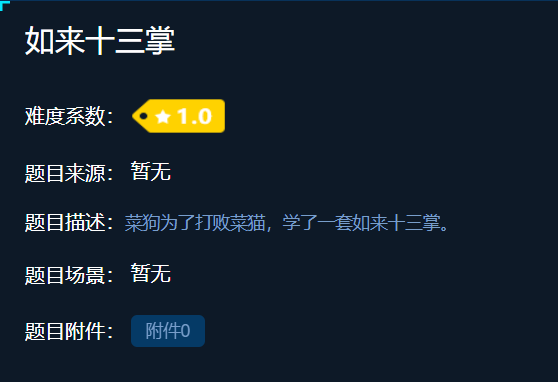 如来十三掌
难度系数： 1.0
题目来源： 暂无
题目描述：菜狗为了打败菜猫，学了一套如来十三掌。
题目场景： 暂无
题目附件： 附件0